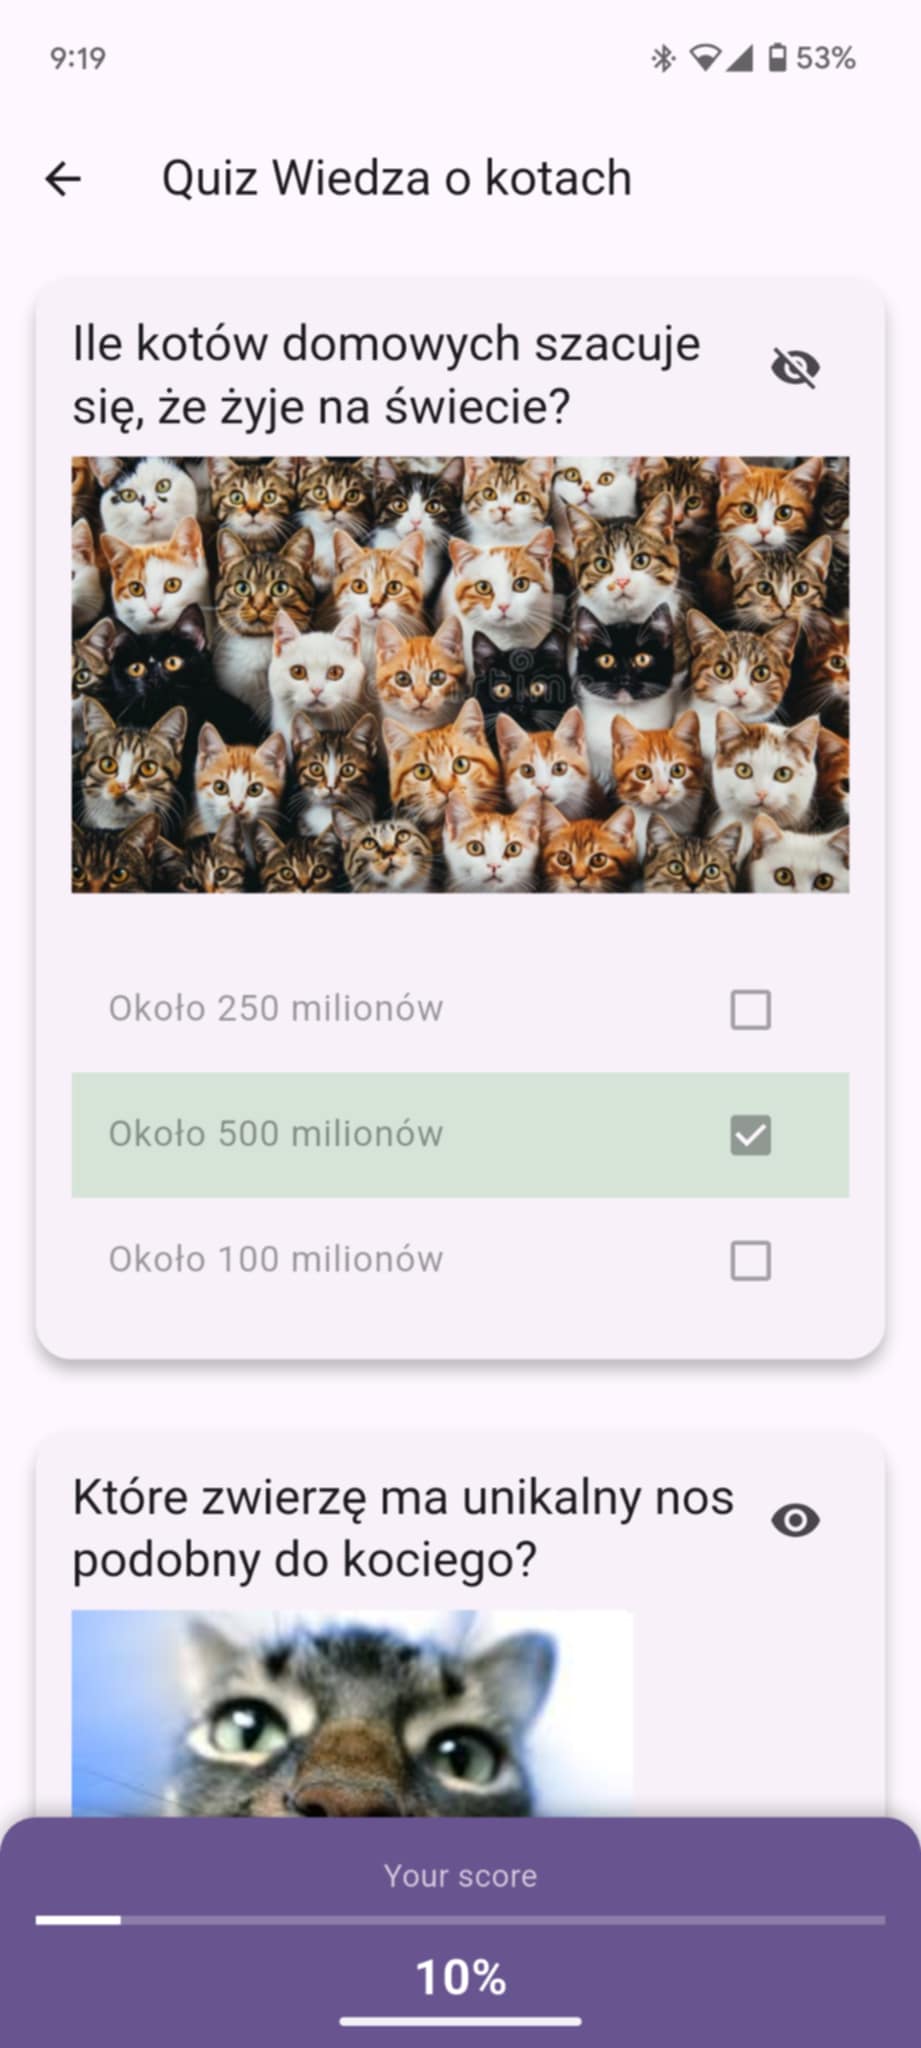 9:19
53%
Quiz Wiedza o kotach
Ile kotów domowych szacuje
się, że żyje na świecie?
Około 250 milionów
Około 500 milionów
Około 100 milionów
Które zwierzę ma unikalny nos
podobny do kociego?
Your score
10%